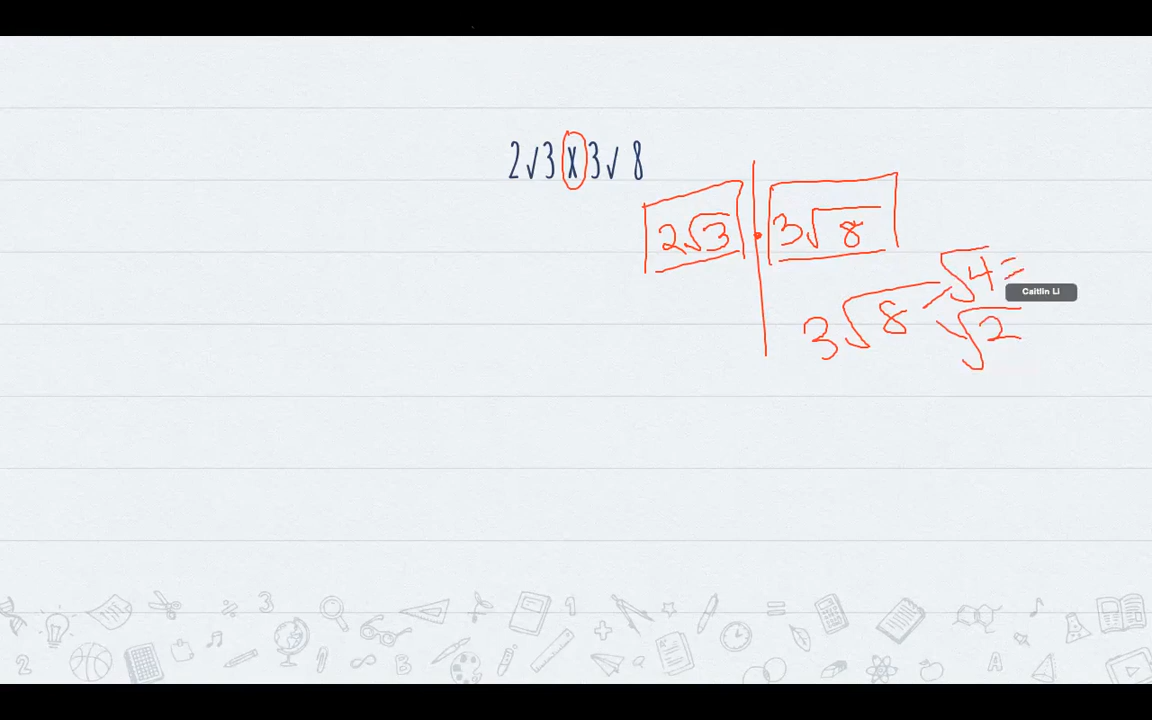 2√3 x 3√8
2√3 · 3√8
√4 =
Caitlin Li
3√8
√2